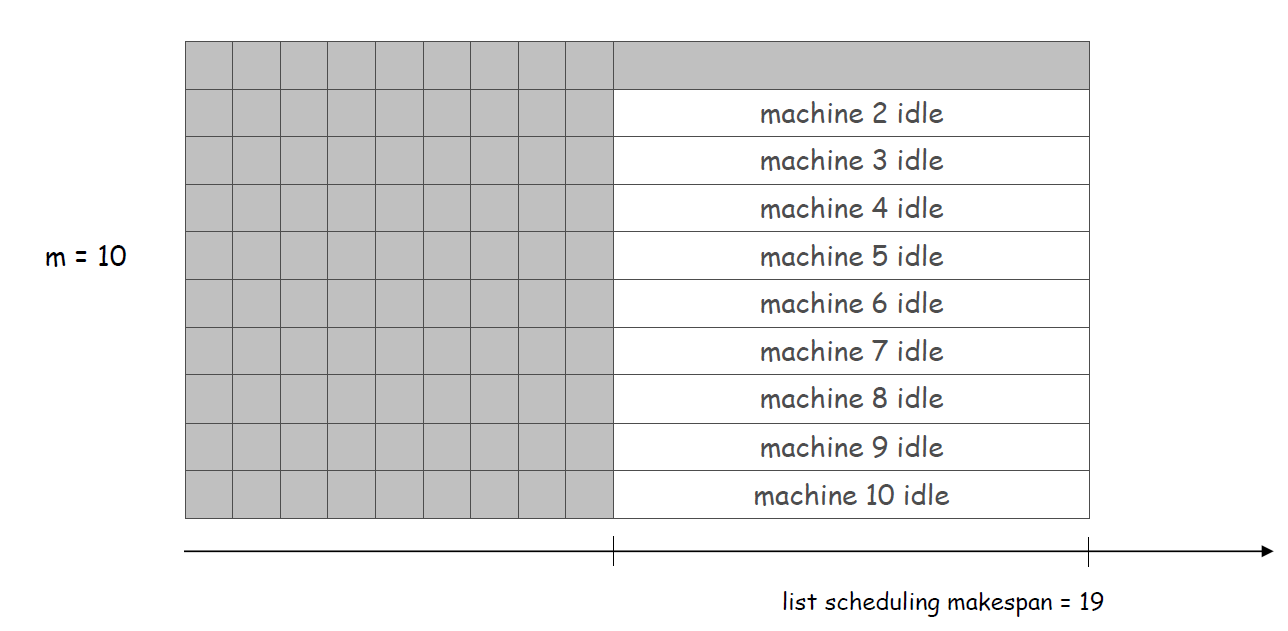 machine 2 idle
machine 3 idle
machine 4 idle
m = 10
machine 5 idle
machine 6 idle
machine 7 idle
machine 8 idle
machine 9 idle
machine 10 idle
list scheduling makespan = 19